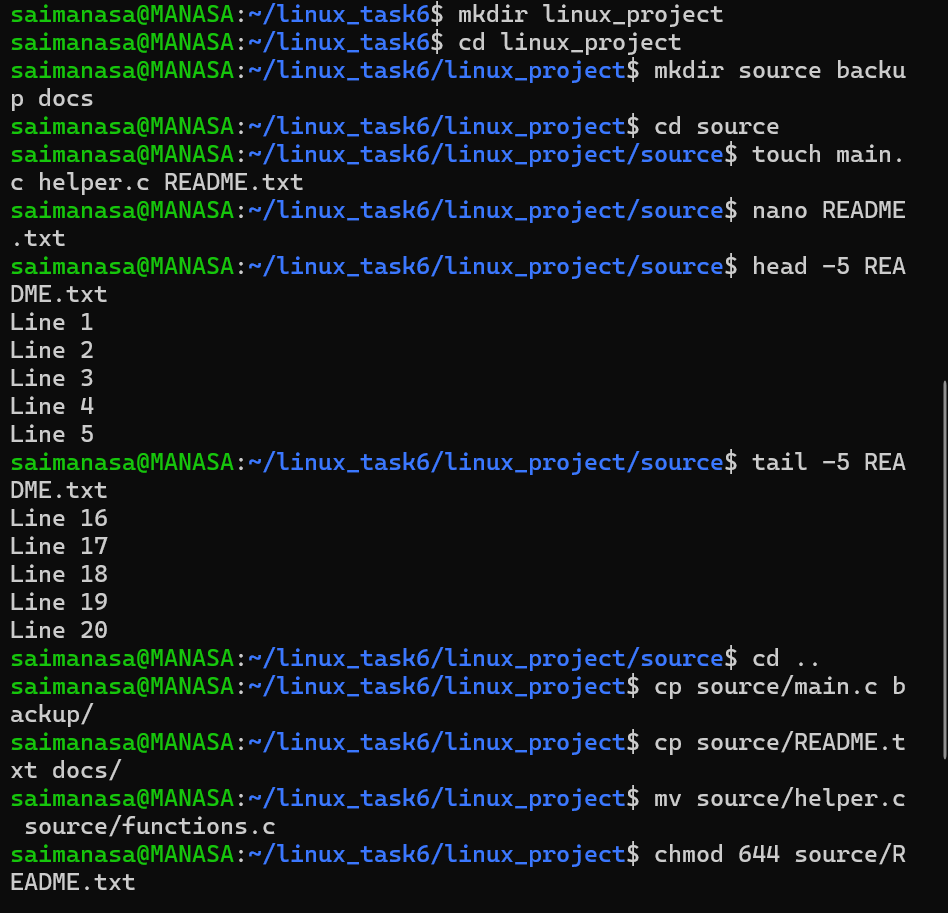 saimanasa@MANASA:~/linux_task6$ mkdir linux_project
saimanasa@MANASA:~/linux_task6$ cd linux_project
saimanasa@MANASA:~/linux_task6/linux_project$ mkdir source backu
p docs
saimanasa@MANASA:~/linux_task6/linux_project$ cd source
saimanasa@MANASA:~/linux_task6/linux_project/source$ touch main.
c helper.c README.txt
saimanasa@MANASA:~/linux_task6/linux_project/source$ nano README
.txt
saimanasa@MANASA:~/linux_task6/linux_project/source$ head -5 REA
DME.txt
Line 1
Line 2
Line 3
Line 4
Line 5
saimanasa@MANASA:~/linux_task6/linux_project/source$ tail -5 REA
DME.txt
Line 16
Line 17
Line 18
Line 19
Line 20
saimanasa@MANASA:~/linux_task6/linux_project/source$ cd ..
saimanasa@MANASA:~/linux_task6/linux_project$ cp source/main.c b
ackup/
saimanasa@MANASA:~/linux_task6/linux_project$ cp source/README.t
xt docs/
saimanasa@MANASA:~/linux_task6/linux_project$ mv source/helper.c
 source/functions.c
saimanasa@MANASA:~/linux_task6/linux_project$ chmod 644 source/R
EADME.txt